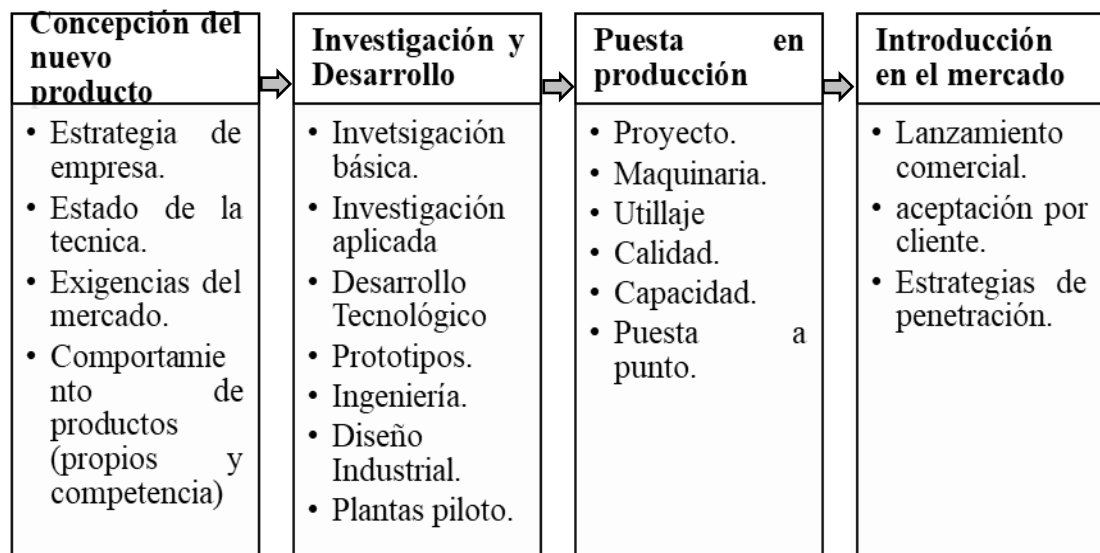 Concepción del
nuevo
producto
• Estrategia de
empresa.
• Estado de la
tecnica.
• Exigencias del
mercado.
• Comportamie
nto de
productos
(propios y
competencia)
Investigación y
Desarrollo
• Invetsigación
básica.
• Investigación
aplicada
• Desarrollo
Tecnológico
• Prototipos.
• Ingeniería.
• Diseño
Industrial.
• Plantas piloto.
Puesta en
producción
• Proyecto.
• Maquinaria.
• Utillaje
• Calidad.
• Capacidad.
• Puesta a
punto.
Introducción
en el mercado
• Lanzamiento
comercial.
• aceptación por
cliente.
• Estrategias de
penetración.